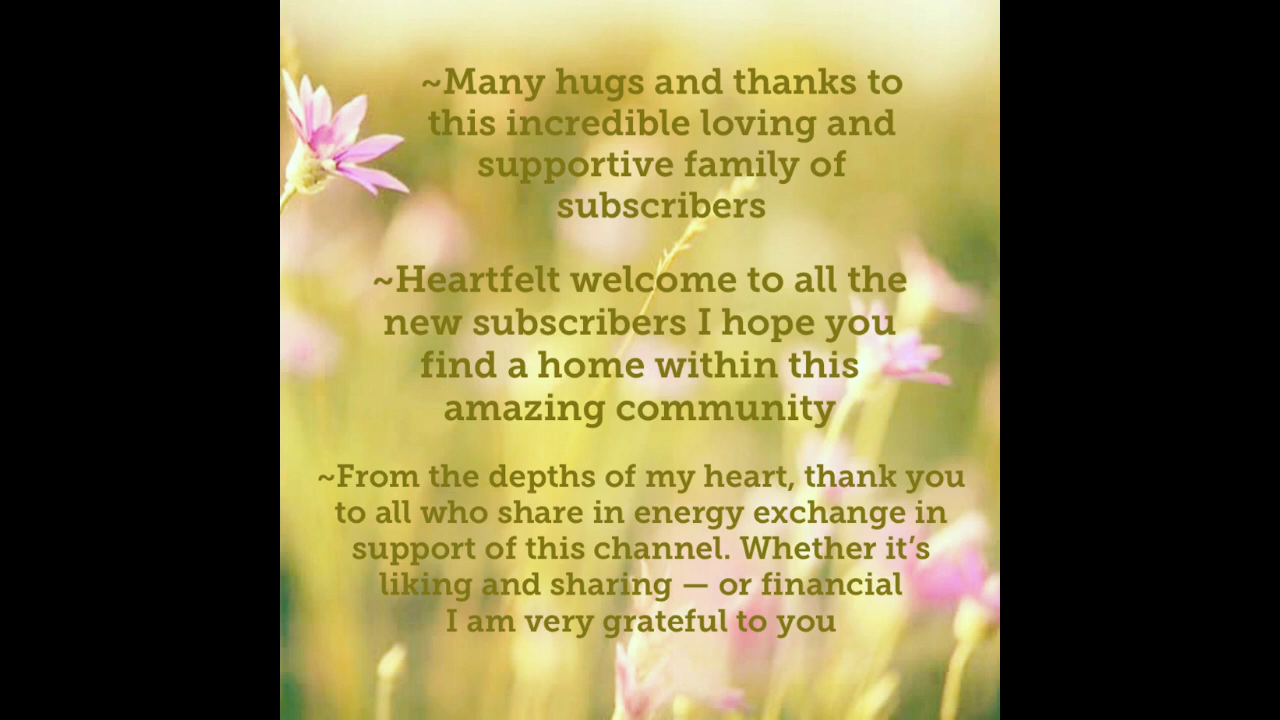 ~Many hugs and thanks to
this incredible loving and
supportive family of
subscribers
~Heartfelt welcome to all the
new subscribers I hope you
find a home within this
amazing community
~From the depths of my heart, thank you
to all who share in energy exchange in
support of this channel. Whether it’s
liking and sharing — or financial
I am very grateful to you